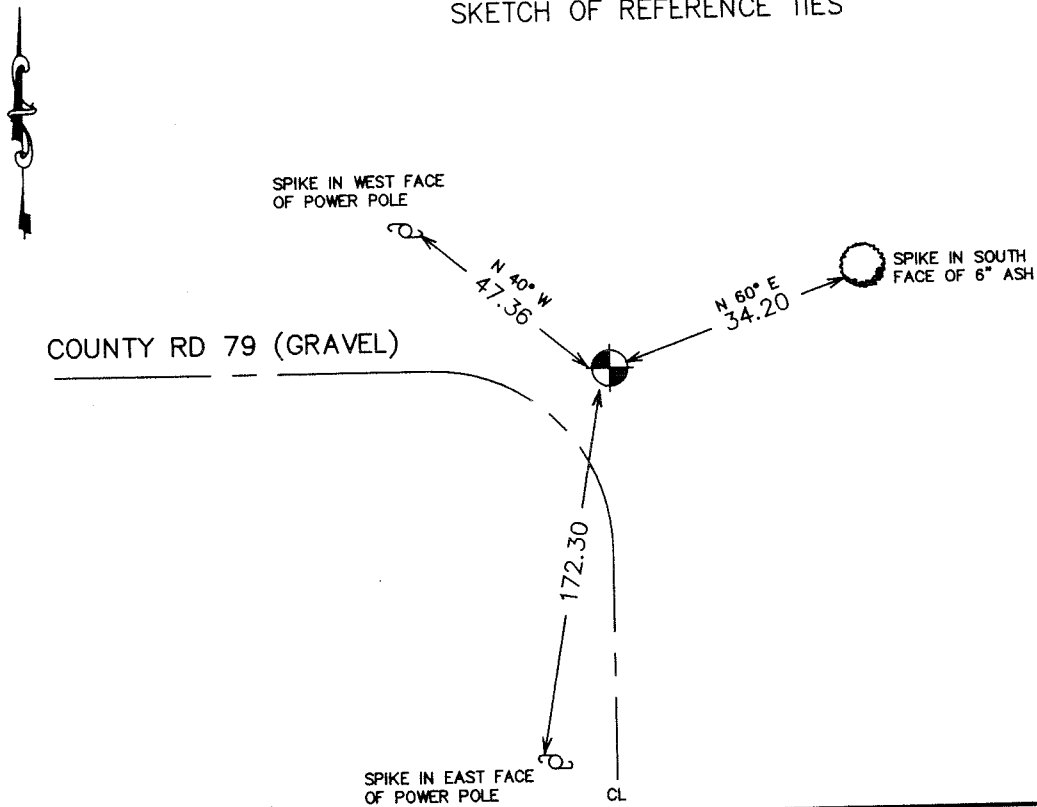 SKETCH OF REFERENCE TIES
SPIKE IN WEST FACE
OF POWER POLE
N 40° W
47.36
N 60° E
34.20
SPIKE IN SOUTH
FACE OF 6" ASH
COUNTY RD 79 (GRAVEL)
172.30
SPIKE IN EAST FACE
OF POWER POLE
CL